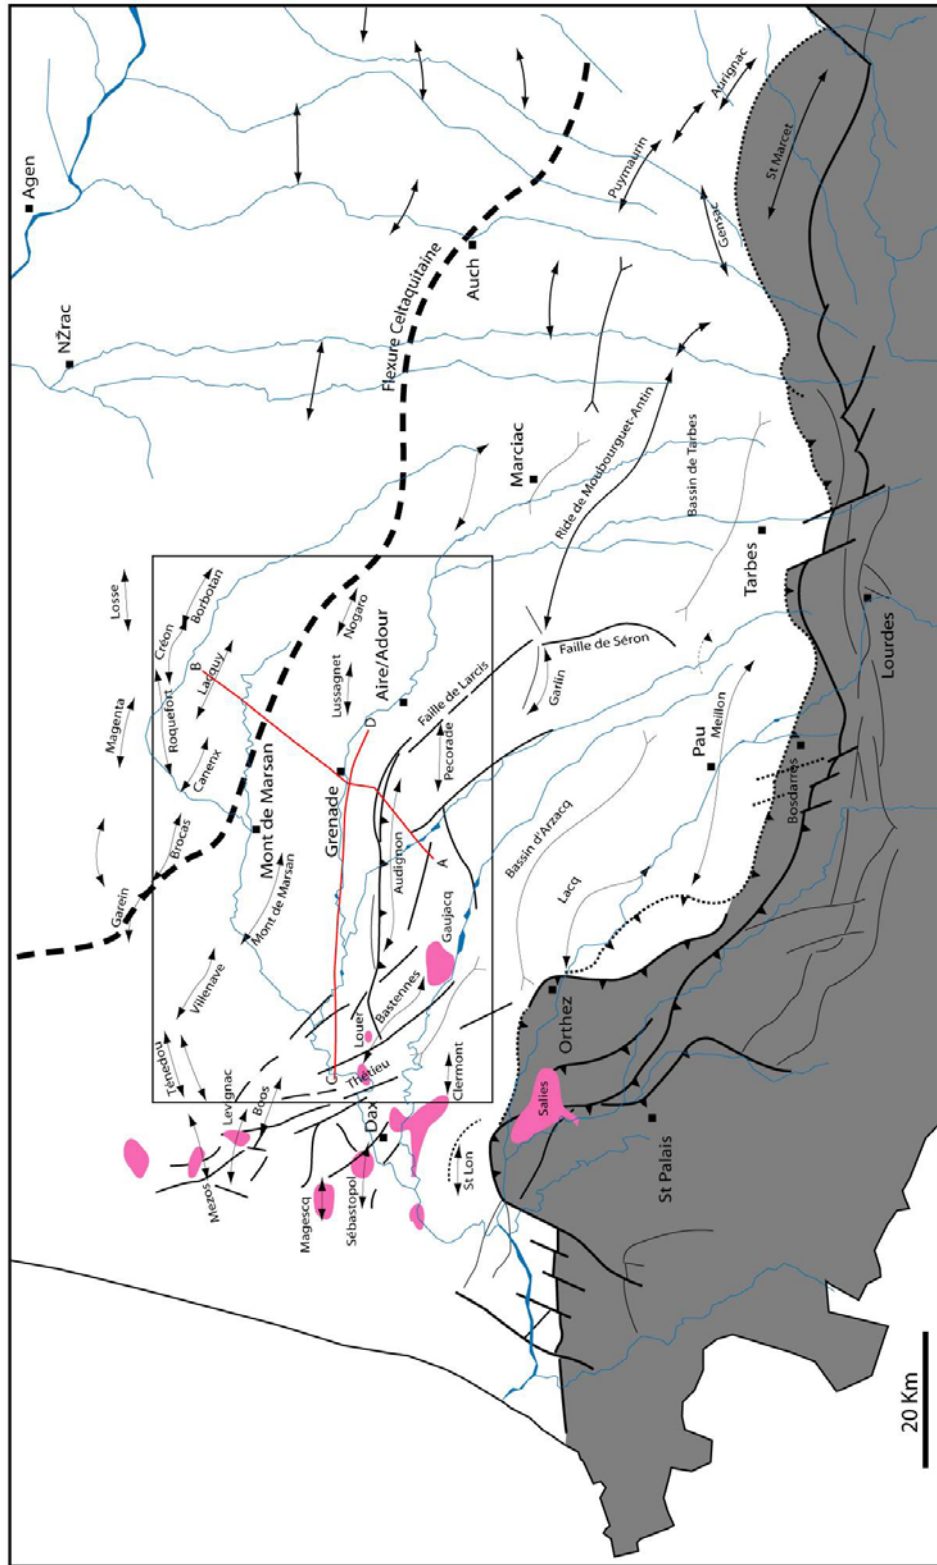 Agen
NŽrac
Auch
Flexure Celtaquitaine
Aurignac
Puymaurin
Gensac
St Marcet
Marciac
Ride de Moubourguet-Antin
Bassin de Tarbes
Tarbes
Lourdes
Losse
Créon
Borbotan
B
Lacquy
Magenta
Roquefort
Canenx
Nogaro
Lussagnet
Aire/Adour
D
Faille de Larcis
Faille de Séron
Garlin
Pecorade
Pau
Meillon
Bosdarros
Mont de Marsan
Grenade
Brocas
Garein
Audignon
A
Bassin d'Arzacq
Lacq
Mont de Marsan
Villenave
Gaujacq
Bastennes
Louer
Orthez
Ténedou
Levignac
Boos
C
Thétieu
Dax
Clermont
Salies
St Palais
Mezos
Magescq
Sébastopol
St Lon
20 Km